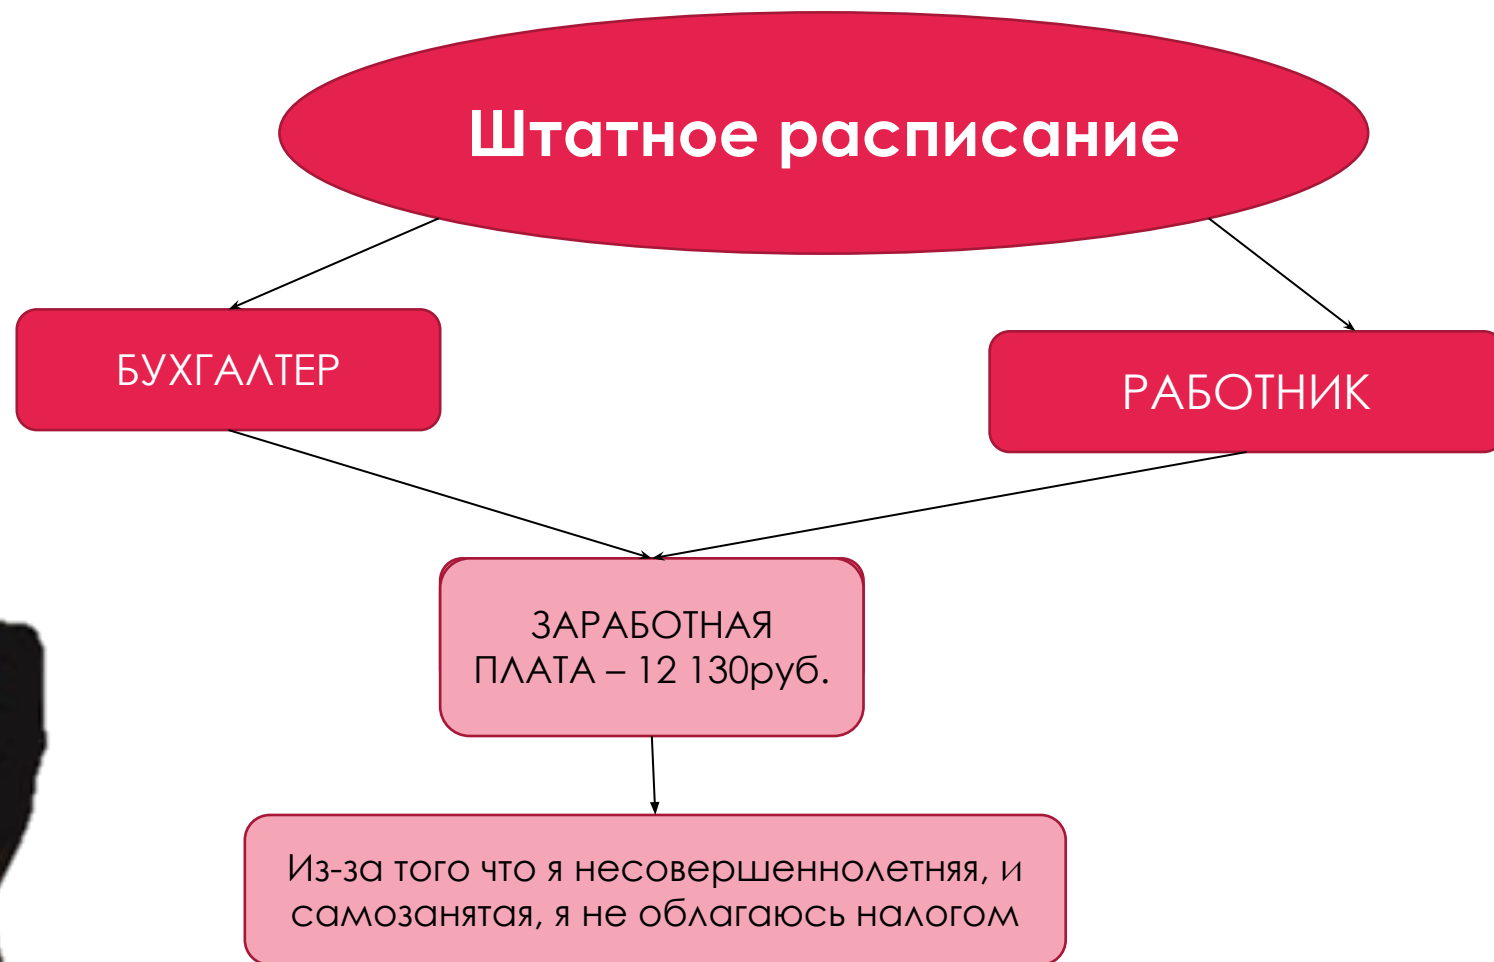 Штатное расписание
БУХГАЛТЕР
РАБОТНИК
ЗАРАБОТНАЯ
ПЛАТА – 12 130руб.
Из-за того что я несовершеннолетняя, и
самозанятая, я не облагаюсь налогом